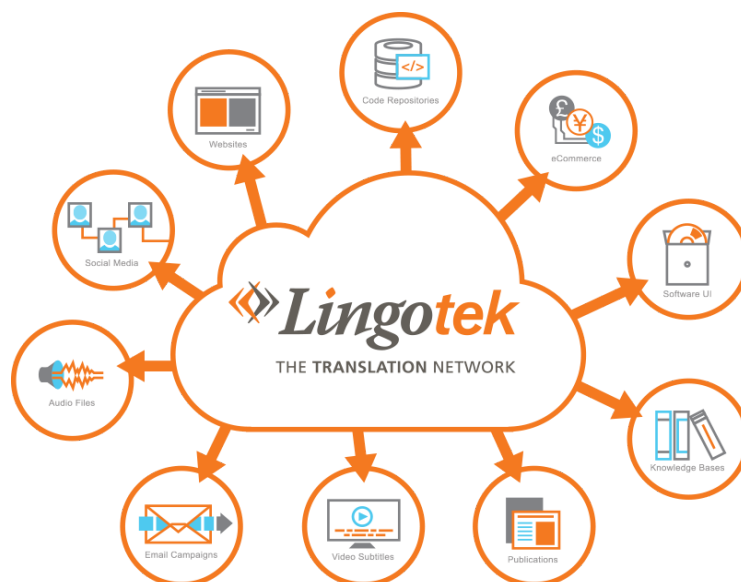 Code Repositories
</>
Websites
£
¥
$
eCommerce
Social Media
Software UI
Lingotek
THE TRANSLATION NETWORK
Audio Files
Knowledge Bases
Email Campaigns
Video Subtitles
Publications